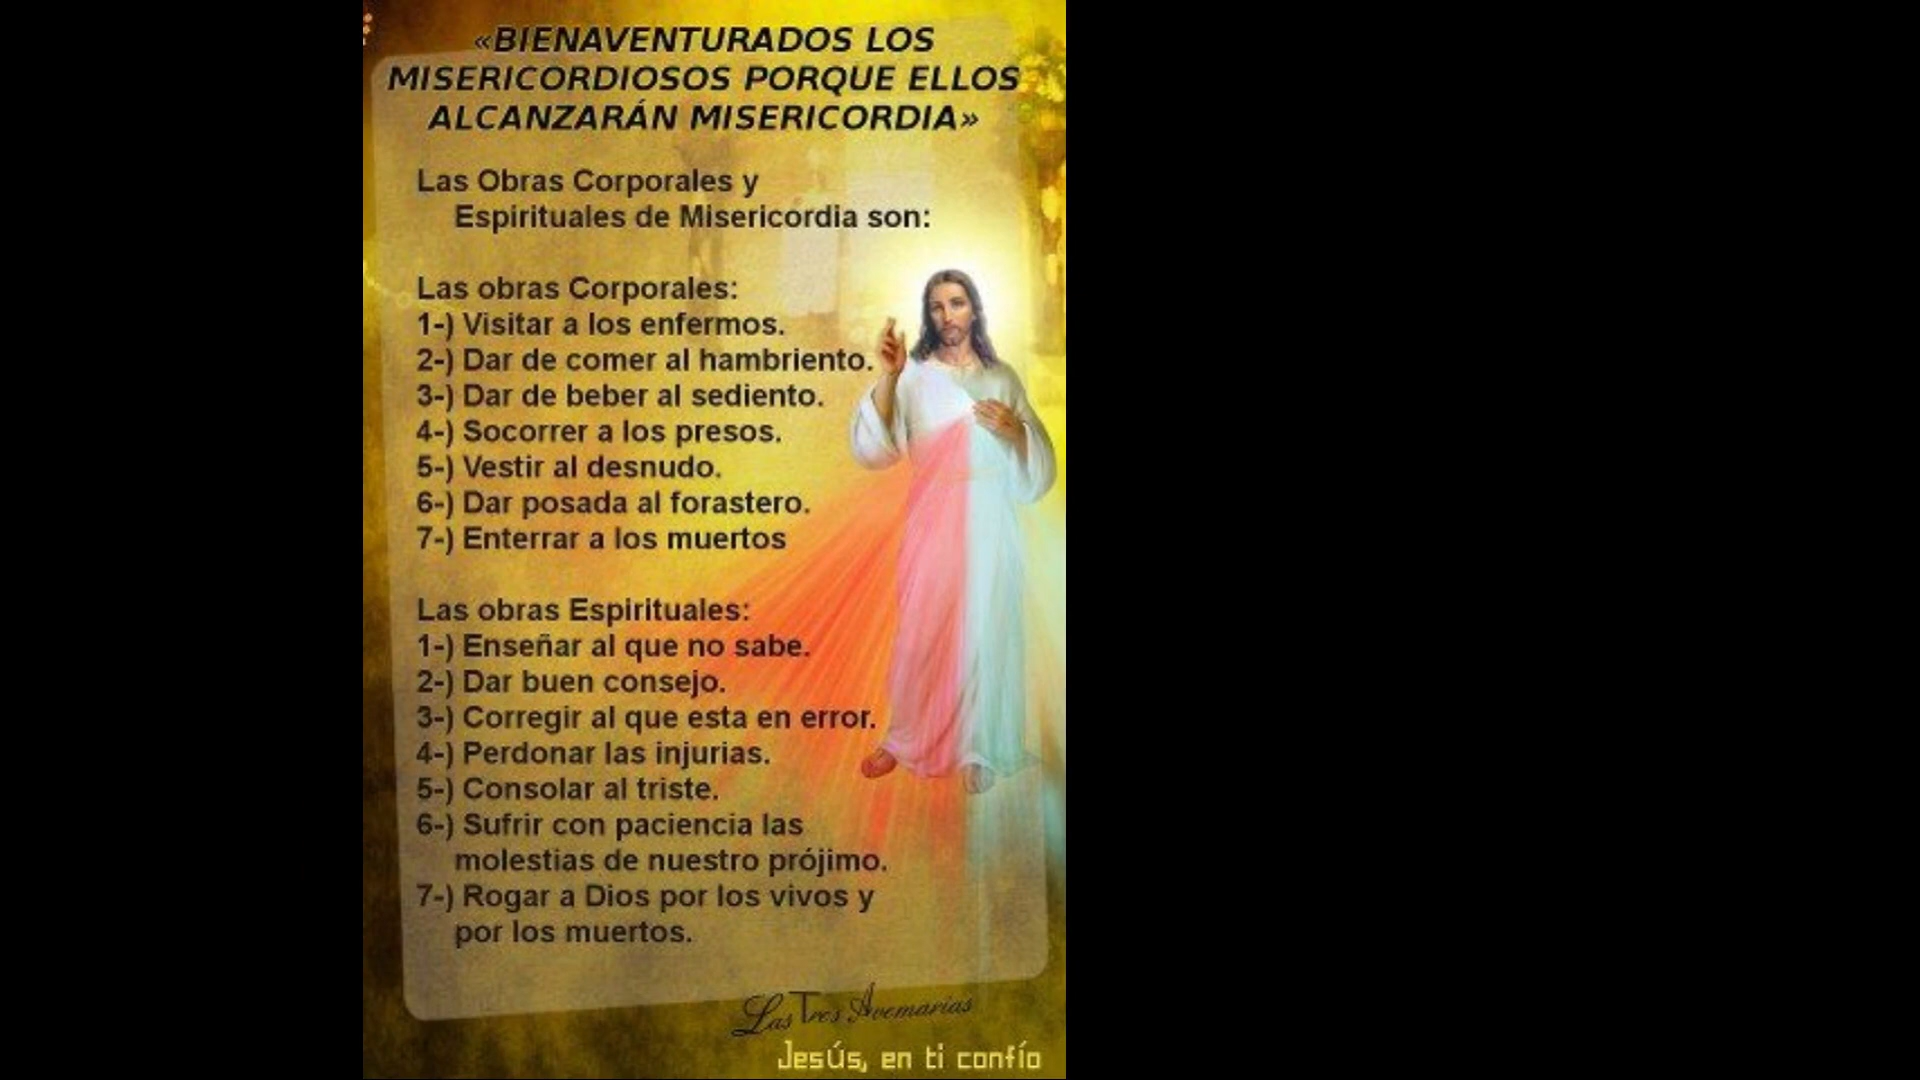 «BIENAVENTURADOS LOS
MISERICORDIOSOS PORQUE ELLOS
ALCANZARÁN MISERICORDIA»
Las Obras Corporales y
Espirituales de Misericordia son:
Las obras Corporales:
1-) Visitar a los enfermos.
2-) Dar de comer al hambriento.
3-) Dar de beber al sediento.
4-) Socorrer a los presos.
5-) Vestir al desnudo.
6-) Dar posada al forastero.
7-) Enterrar a los muertos
Las obras Espirituales:
1-) Enseñar al que no sabe.
2-) Dar buen consejo.
3-) Corregir al que esta en error.
4-) Perdonar las injurias.
5-) Consolar al triste.
6-) Sufrir con paciencia las
molestias de nuestro prójimo.
7-) Rogar a Dios por los vivos y
por los muertos.
Las Tres Avemarías
Jesús, en ti confío